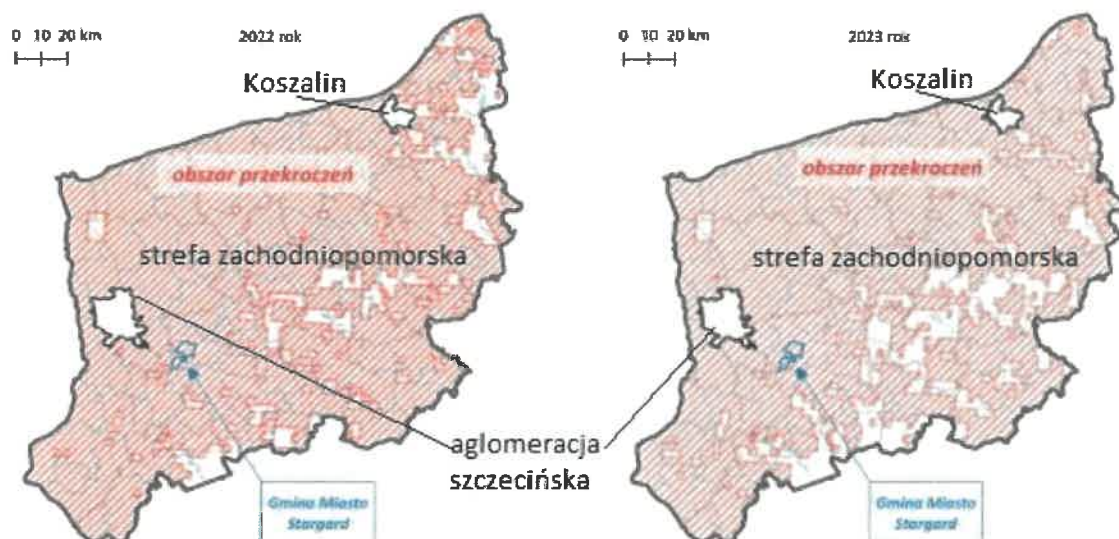 0 10 20 km
2022 rok
Koszalin
obszar przekroczeń
strefa zachodniopomorska
Gmina Miasto
Stargard
aglomeracja
szczecińska
0 10 20 km
2023 rok
Koszalin
obszar przekroczeń
strefa zachodniopomorska
Gmina Miasto
Stargard